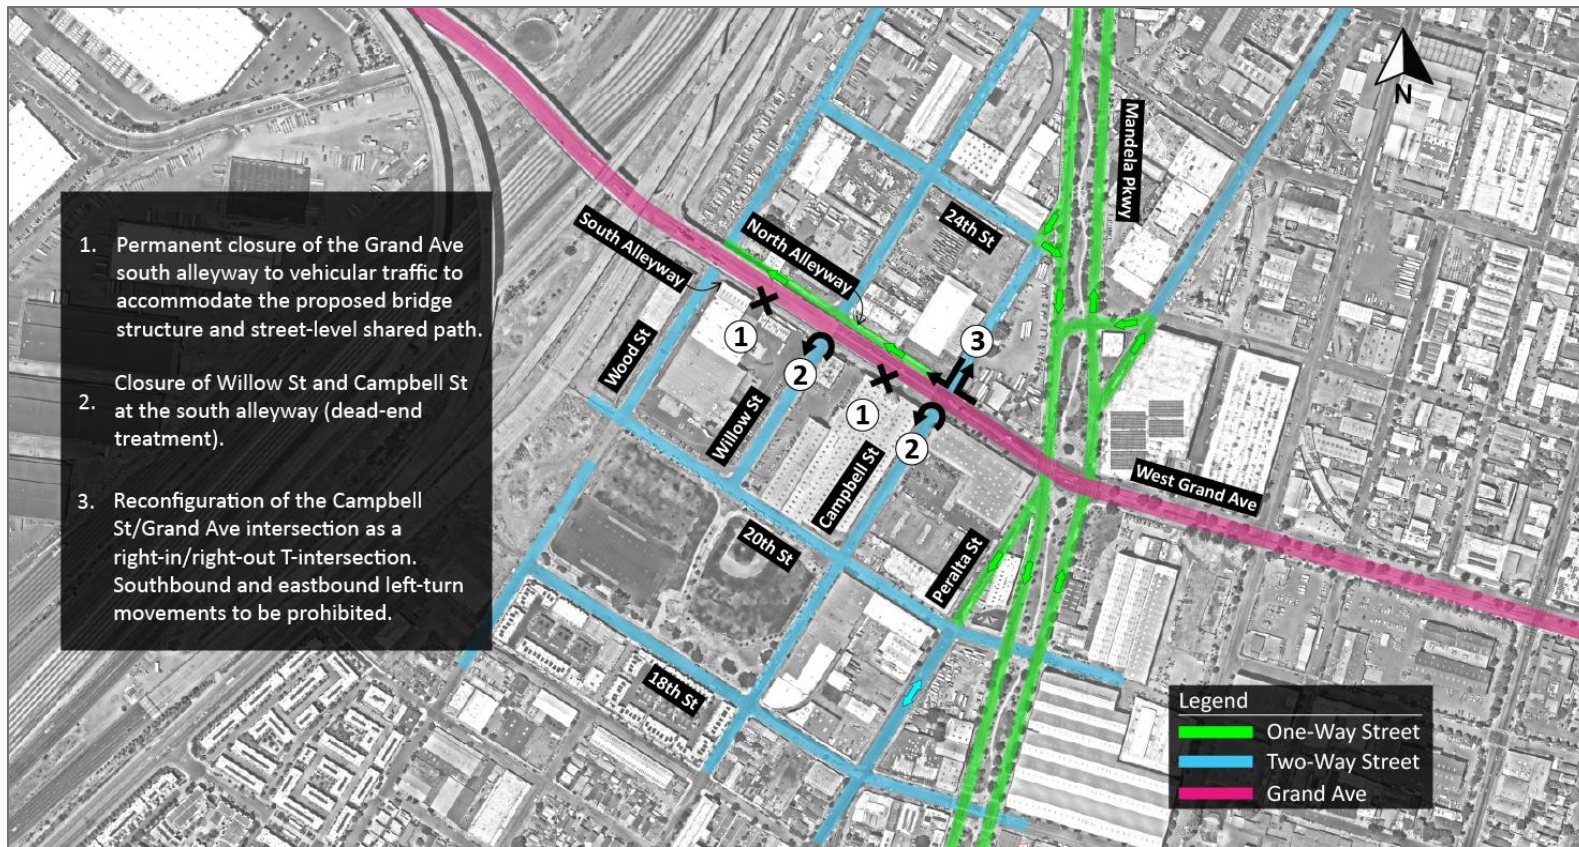 N
Mandela Pkwy
24th St
North Alleyway
South Alleyway
1. Permanent closure of the Grand Ave
south alleyway to vehicular traffic to
accommodate the proposed bridge
structure and street-level shared path.
2. Closure of Willow St and Campbell St
at the south alleyway (dead-end
treatment).
3. Reconfiguration of the Campbell
St/Grand Ave intersection as a
right-in/right-out T-intersection.
Southbound and eastbound left-turn
movements to be prohibited.
1
3
2
Wood St
1
Willow St
2
Campbell St
West Grand Ave
20th St
Peralta St
18th St
Legend
One-Way Street
Two-Way Street
Grand Ave